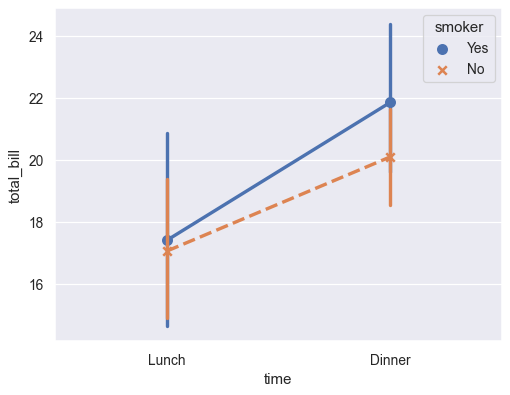 smoker
Yes
No
24
22
20
18
16
total_bill
Lunch
Dinner
time